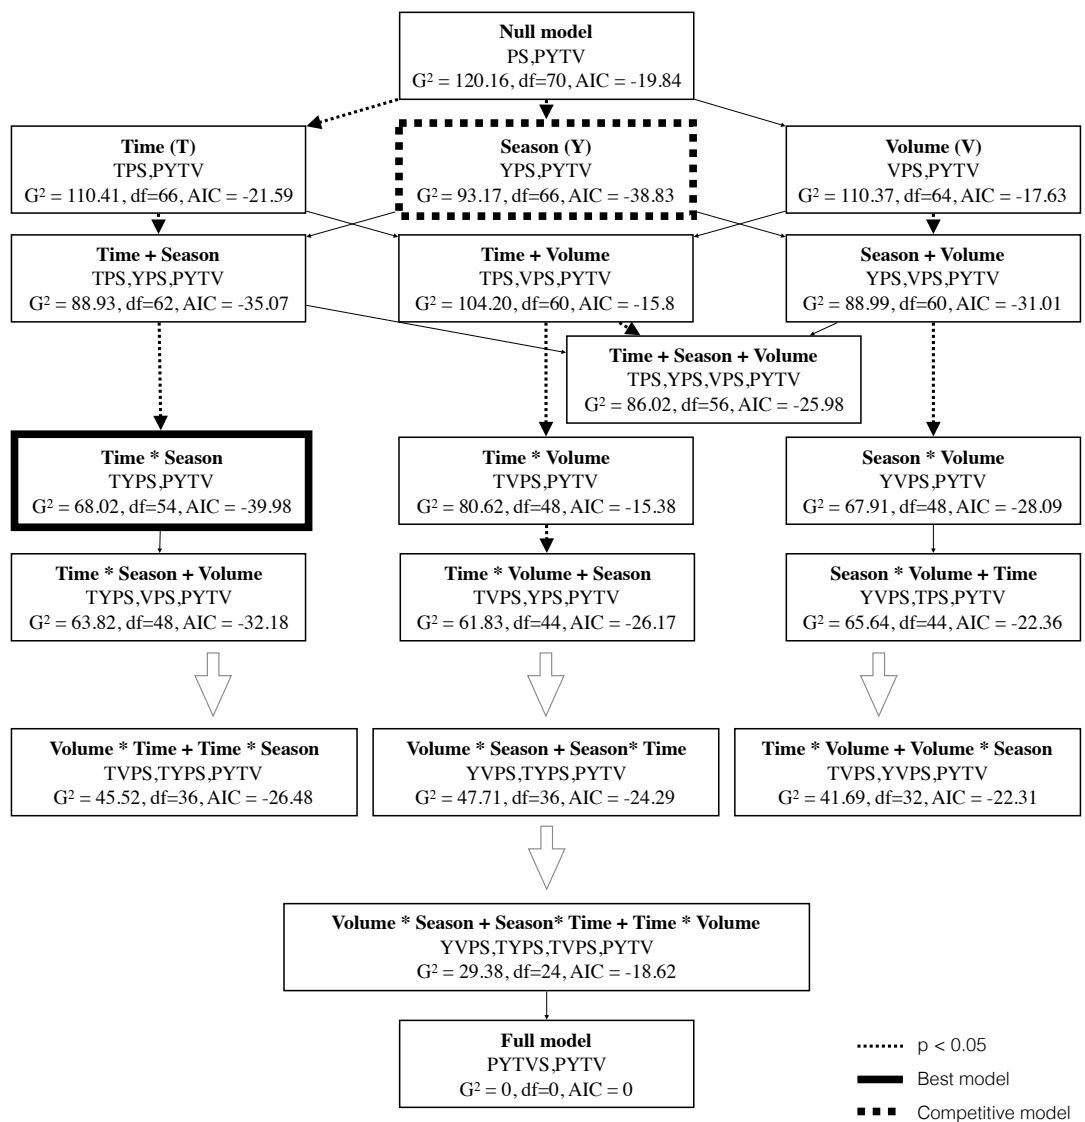 Null model
PS,PYTV
G² = 120.16, df=70, AIC = -19.84
Time (T)
TPS,PYTV
G² = 110.41, df=66, AIC = -21.59
Season (Y)
YPS,PYTV
G² = 93.17, df=66, AIC = -38.83
Volume (V)
VPS,PYTV
G² = 110.37, df=64, AIC = -17.63
Time + Season
TPS,YPS,PYTV
G² = 88.93, df=62, AIC = -35.07
Time + Volume
TPS,VPS,PYTV
G² = 104.20, df=60, AIC = -15.8
Season + Volume
YPS,VPS,PYTV
G² = 88.99, df=60, AIC = -31.01
Time + Season + Volume
TPS,YPS,VPS,PYTV
G² = 86.02, df=56, AIC = -25.98
Time * Season
TYPS,PYTV
G² = 68.02, df=54, AIC = -39.98
Time * Volume
TVPS,PYTV
G² = 80.62, df=48, AIC = -15.38
Season * Volume
YVPS,PYTV
G² = 67.91, df=48, AIC = -28.09
Time * Season + Volume
TYPS,VPS,PYTV
G² = 63.82, df=48, AIC = -32.18
Time * Volume + Season
TVPS,YPS,PYTV
G² = 61.83, df=44, AIC = -26.17
Season * Volume + Time
YVPS,TPS,PYTV
G² = 65.64, df=44, AIC = -22.36
Volume * Time + Time * Season
TVPS,TYPS,PYTV
G² = 45.52, df=36, AIC = -26.48
Volume * Season + Season* Time
YVPS,TYPS,PYTV
G² = 47.71, df=36, AIC = -24.29
Time * Volume + Volume * Season
TVPS,YVPS,PYTV
G² = 41.69, df=32, AIC = -22.31
Volume * Season + Season* Time + Time * Volume
YVPS,TYPS,TVPS,PYTV
G² = 29.38, df=24, AIC = -18.62
Full model
PYTVS,PYTV
G² = 0, df=0, AIC = 0
p < 0.05
Best model
Competitive model